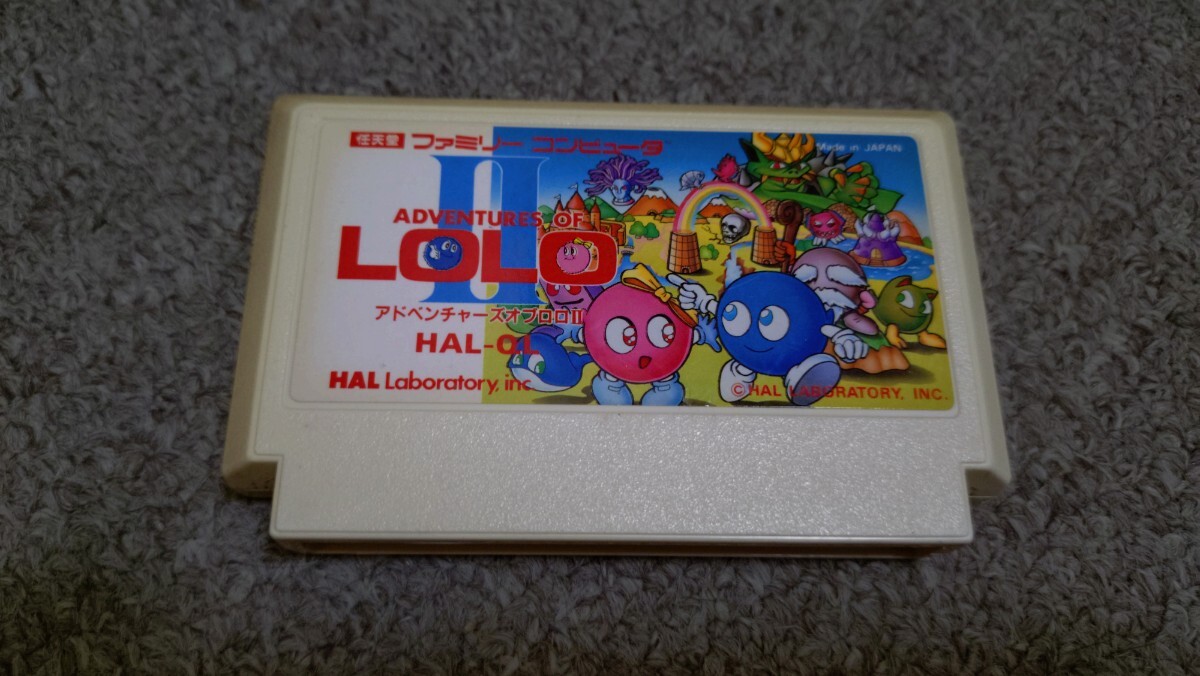 任天堂 ファミリー コンピュータ
Made in JAPAN
II
ADVENTURES OF
LOLO
アドベンチャーズオブロロII
HAL-OL
HAL Laboratory, inc
©HAL LABORATORY, INC.